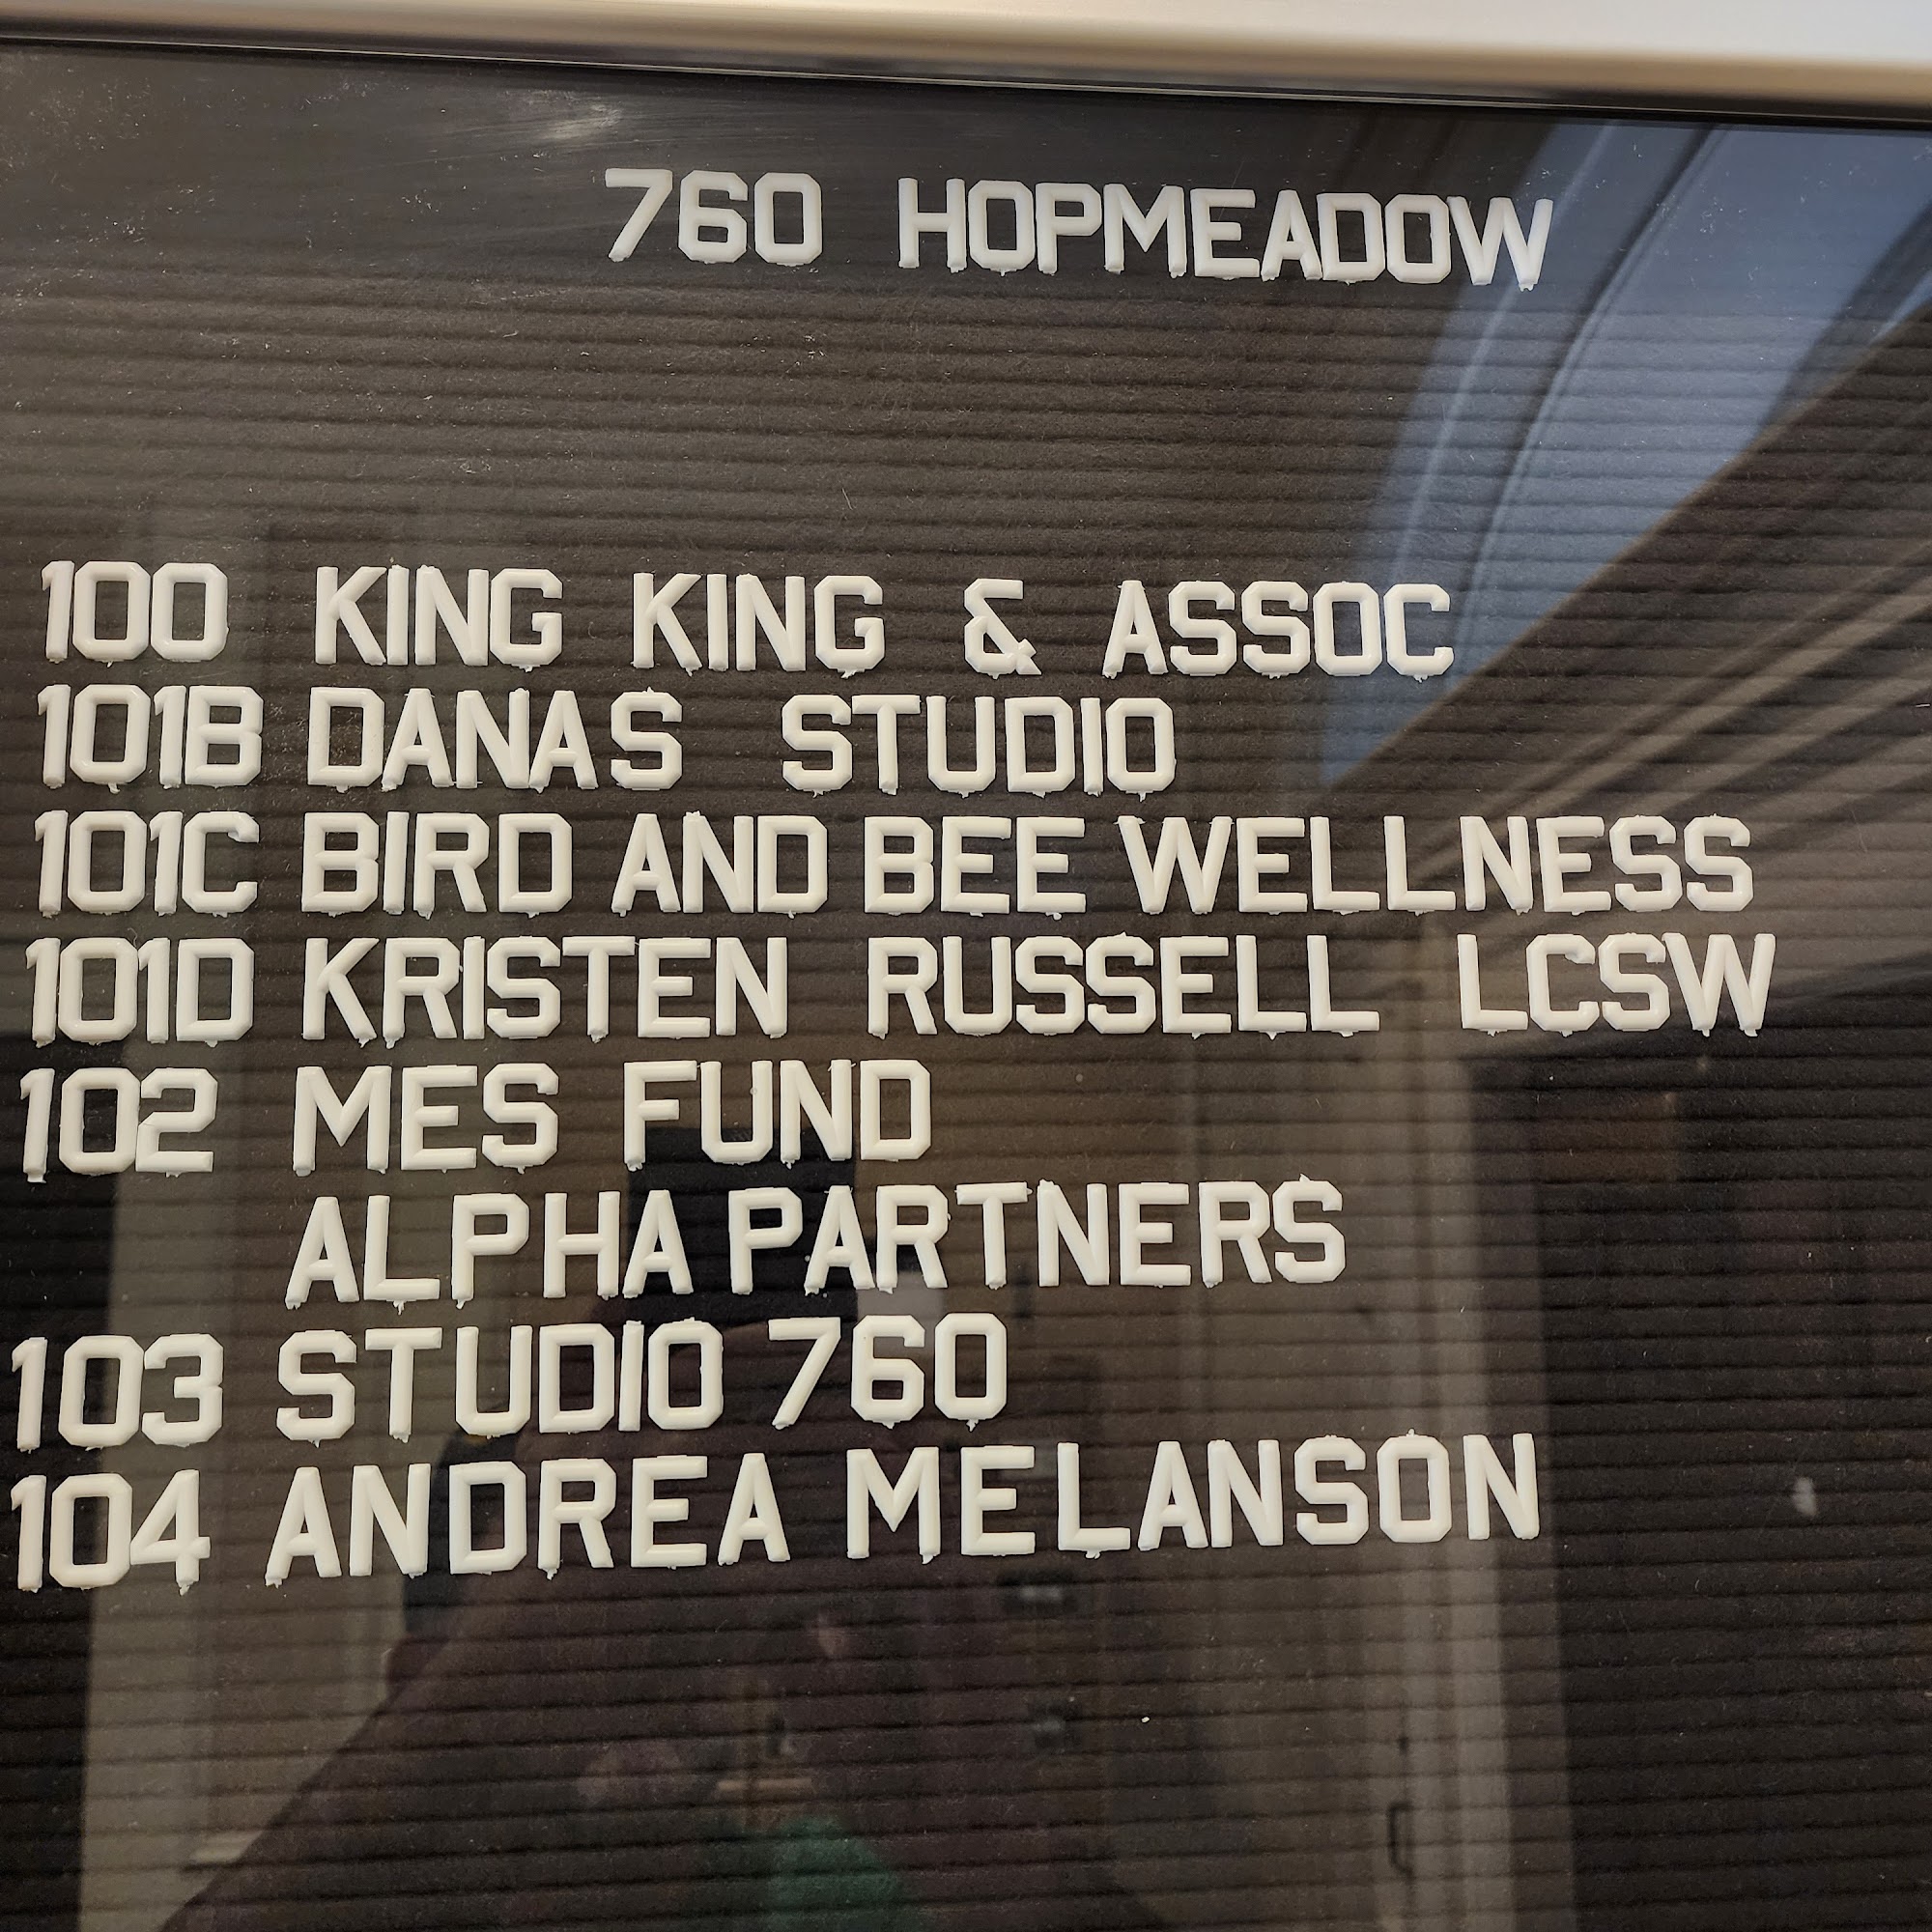 760 HOPMEADOW
100 KING KING & ASSOC
101B DANAS STUDIO
101C BIRD AND BEE WELLNESS
101D KRISTEN RUSSELL LCSW
102 MES FUND
ALPHA PARTNERS
103 STUDIO 760
104 ANDREA MELANSON